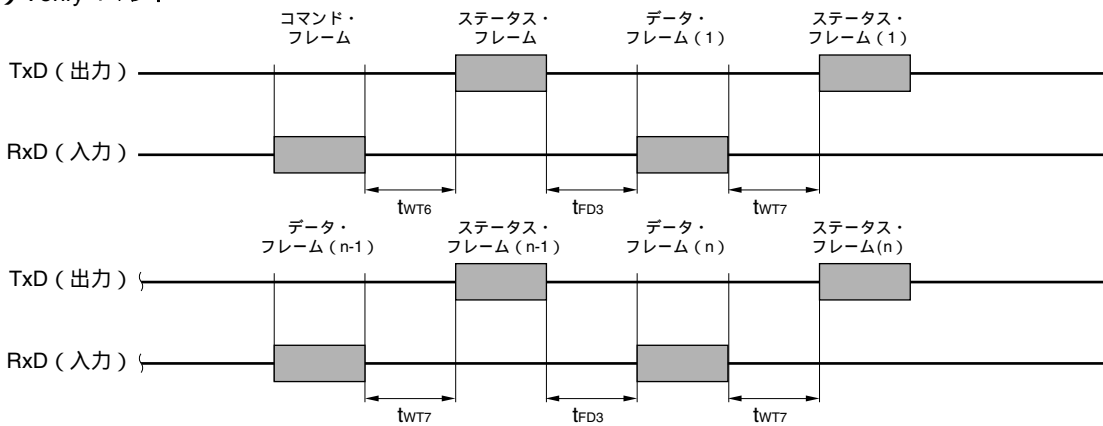 コマンド・
フレーム
ステータス・
フレーム
データ・
フレーム（1）
ステータス・
フレーム（1）
TxD（出力）
RxD（入力）
tWT6
tFD3
tWT7
データ・
フレーム（n-1）
ステータス・
フレーム（n-1）
データ・
フレーム（n）
ステータス・
フレーム(n）
TxD（出力）
RxD（入力）
tWT7
tFD3
tWT7